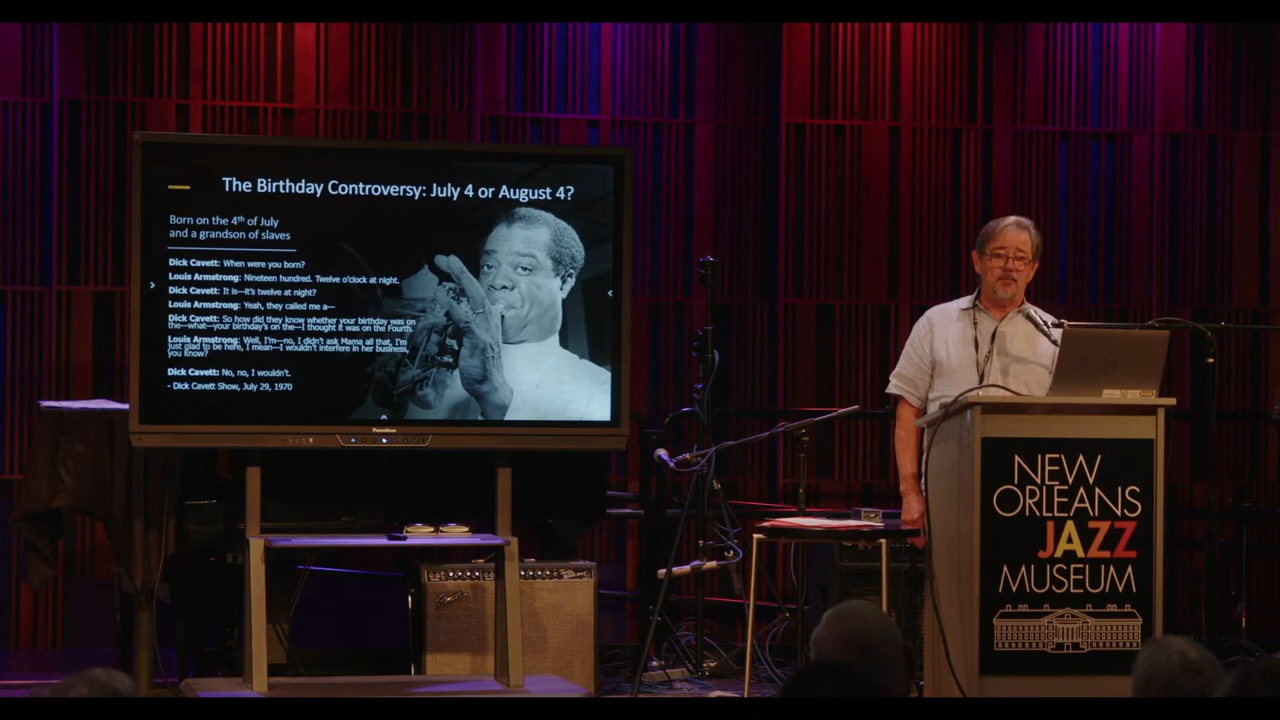 The Birthday Controversy: July 4 or August 4?
Born on the 4th of July
and a grandson of slaves
Dick Cavett: When were you born?
Louis Armstrong: Nineteen hundred. Twelve o'clock at night.
Dick Cavett: It is—it's twelve at night?
Louis Armstrong: Yeah, they called me a—
Dick Cavett: So how did they know whether your birthday was on
the—what—your birthday's on the—I thought it was on the Fourth.
Louis Armstrong: Well, I'm—no, I didn't ask Mama all that, I'm
just glad to be here, I mean—I wouldn't interfere in her business,
you know?
Dick Cavett: No, no, I wouldn't.
- Dick Cavett Show, July 29, 1970
Promethean
Fender
NEW
ORLEANS
JAZZ
MUSEUM